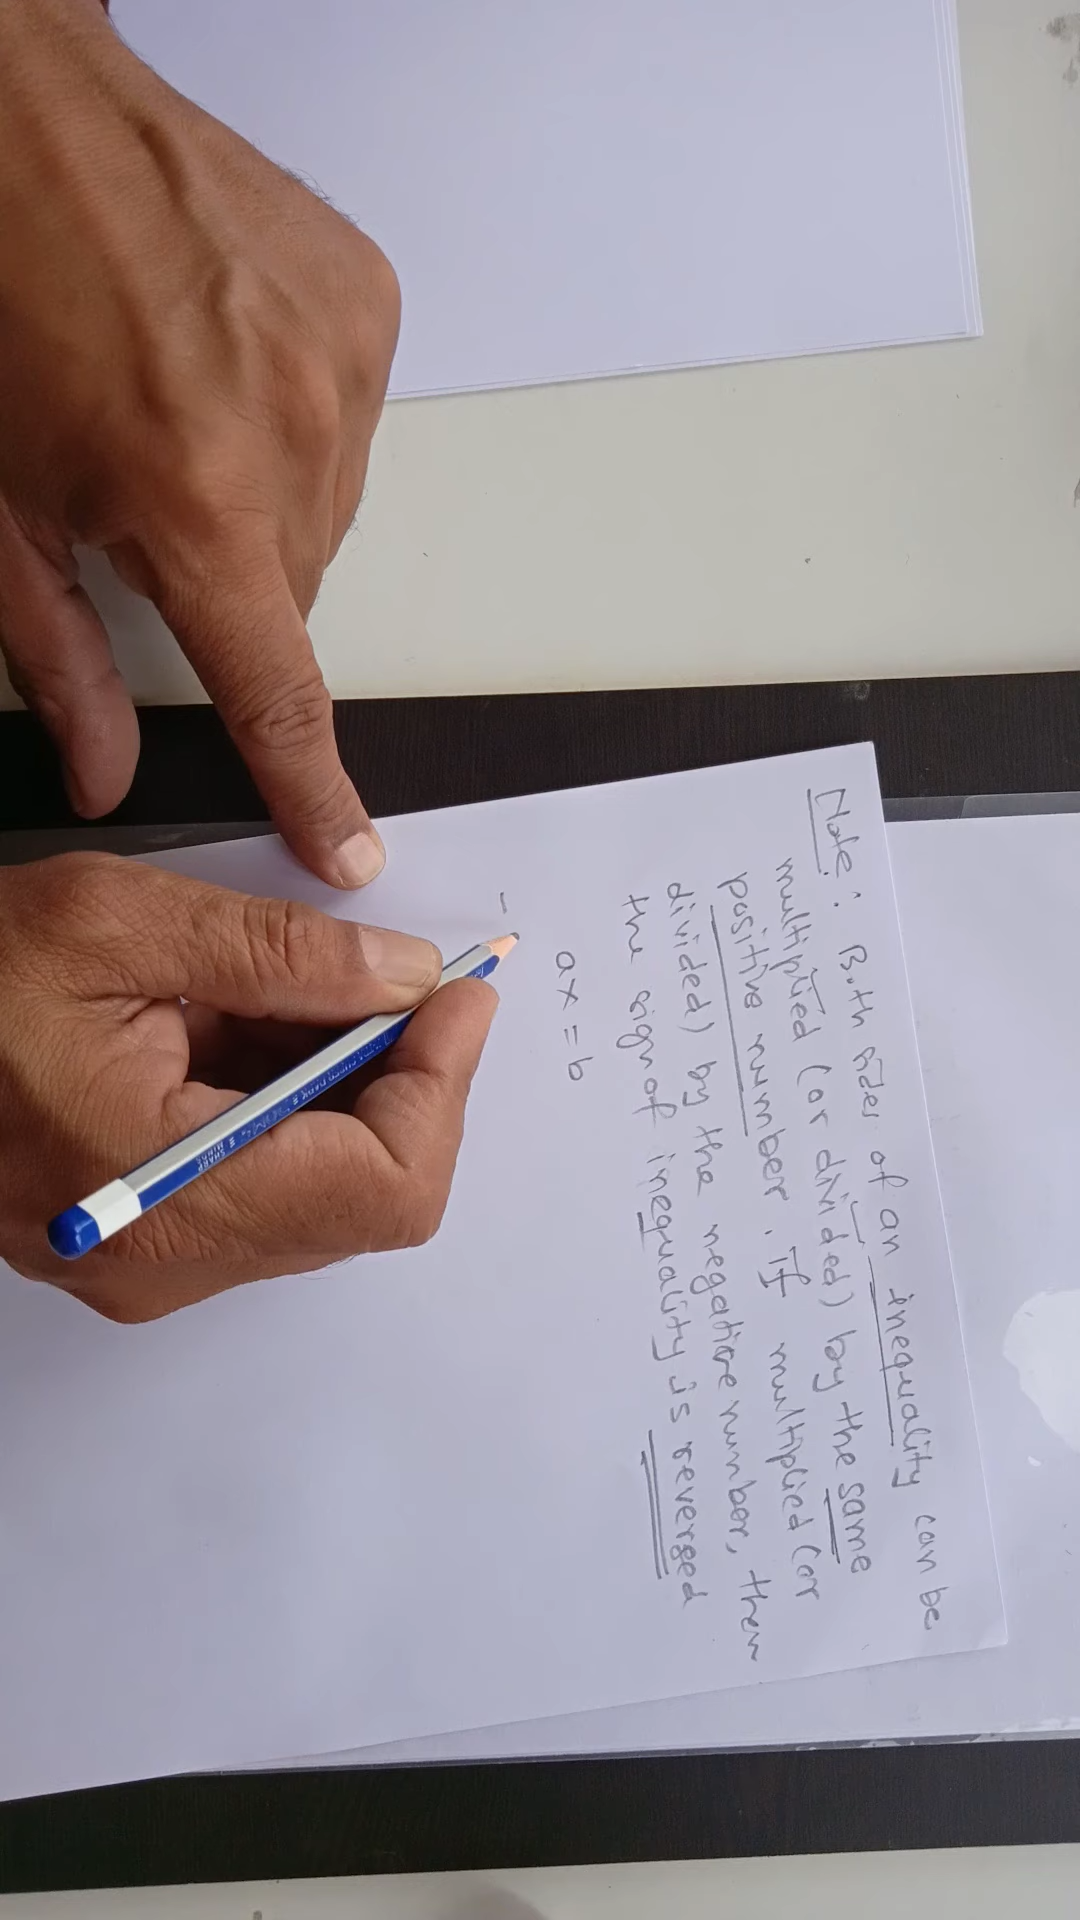 Note: Both sides of an inequality can be
multiplied (or divided) by the same
positive number. If multiplied (or
divided) by the negative number, then
the sign of inequality is reversed
ax = b
-
SHARP